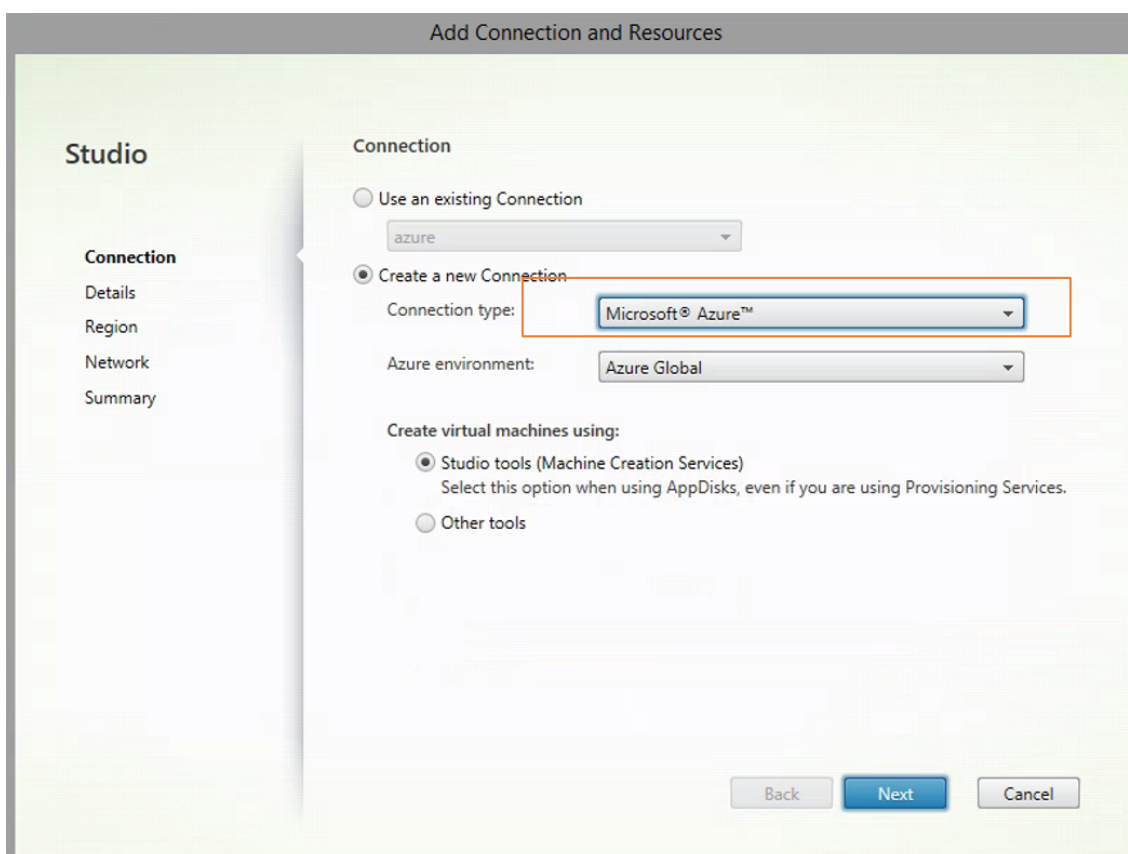 Add Connection and Resources
Studio
Connection
Details
Region
Network
Summary
Connection
Use an existing Connection
azure
Create a new Connection
Connection type:
Microsoft® Azure™
Azure environment:
Azure Global
Create virtual machines using:
Studio tools (Machine Creation Services)
Select this option when using AppDisks, even if you are using Provisioning Services.
Other tools
Back
Next
Cancel